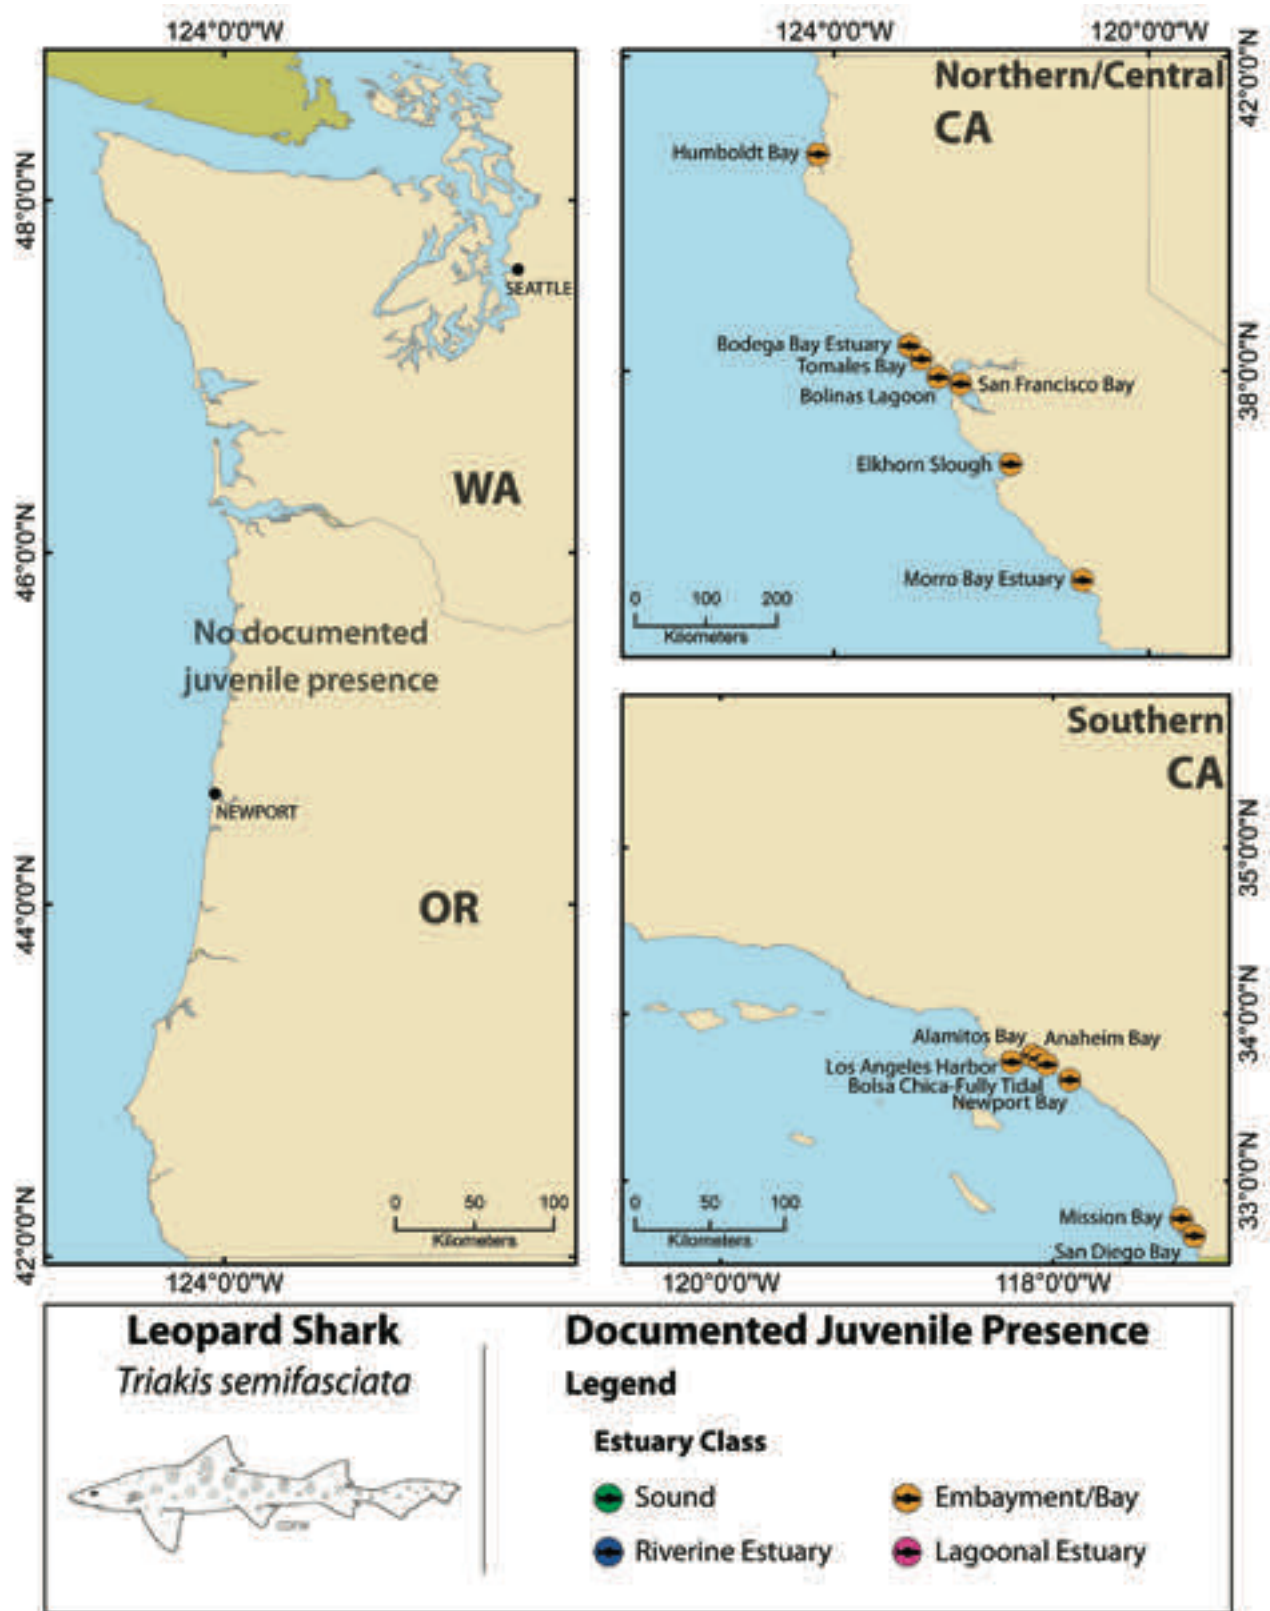 124°0'0"W
48°0'0"N
46°0'0"N
44°0'0"N
42°0'0"N
SEATTLE
WA
No documented
juvenile presence
NEWPORT
OR
0 50 100
Kilometers
124°0'0"W
124°0'0"W 120°0'0"W
Northern/Central
CA
42°0'0"N
38°0'0"N
Humboldt Bay
Bodega Bay Estuary
Tomales Bay
San Francisco Bay
Bolinas Lagoon
Elkhorn Slough
Morro Bay Estuary
0 100 200
Kilometers
Southern
CA
35°0'0"N
34°0'0"N
33°0'0"N
Alamitos Bay
Anaheim Bay
Los Angeles Harbor
Bolsa Chica-Fully Tidal
Newport Bay
Mission Bay
San Diego Bay
0 50 100
Kilometers
120°0'0"W 118°0'0"W
Leopard Shark
Triakis semifasciata
Documented Juvenile Presence
Legend
Estuary Class
Sound
Embayment/Bay
Riverine Estuary
Lagoonal Estuary